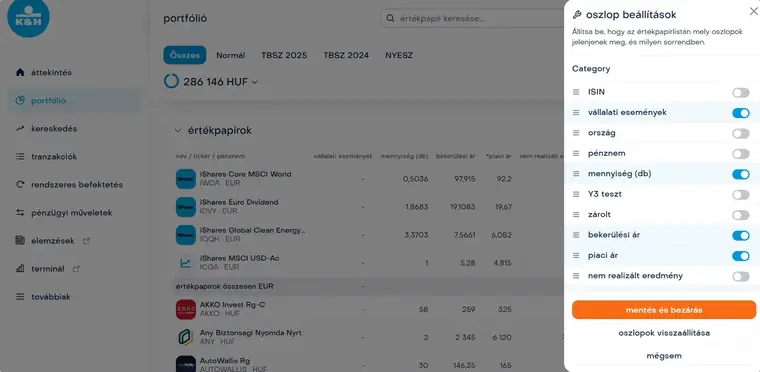 K&H
áttekintés
portfólió
kereskedés
tranzakciók
rendszeres befektetés
pénzügyi műveletek
elemzések
terminál
továbbiak
portfólió
értékpapír keresése...
Összes Normál TBSZ 2025 TBSZ 2024 NYESZ
286 146 HUF
értékpapírok
név / ticker / pénznem vállalati események mennyiség (db) bekerülési ár *piaci ár nem realizált
iShares Core MSCI World
IWDA · EUR - 0,5036 97,915 92,2
iShares Euro Dividend
IDVY · EUR - 1,8683 19,1083 19,67
iShares Global Clean Energy...
IQQH · EUR - 3,3703 7,5661 6,082
iShares MSCI USD-Ac
ICGA · EUR - 1 5,28 4,815
értékpapírok összesen EUR
AKKO Invest Rg-C
AKKO · HUF - 58 259 325
Any Biztonsagi Nyomda Nyrt
ANY · HUF - 2 2 345 6 120
AutoWallis Rg
AUTOWALLIS · HUF - 30 146,35 165
oszlop beállítások
Állítsa be, hogy az értékpapírlistán mely oszlopok
jelenjenek meg, és milyen sorrendben.
Category
ISIN
vállalati események
ország
pénznem
mennyiség (db)
Y3 teszt
zárolt
bekerülési ár
piaci ár
nem realizált eredmény
mentés és bezárás
oszlopok visszaállítása
mégsem